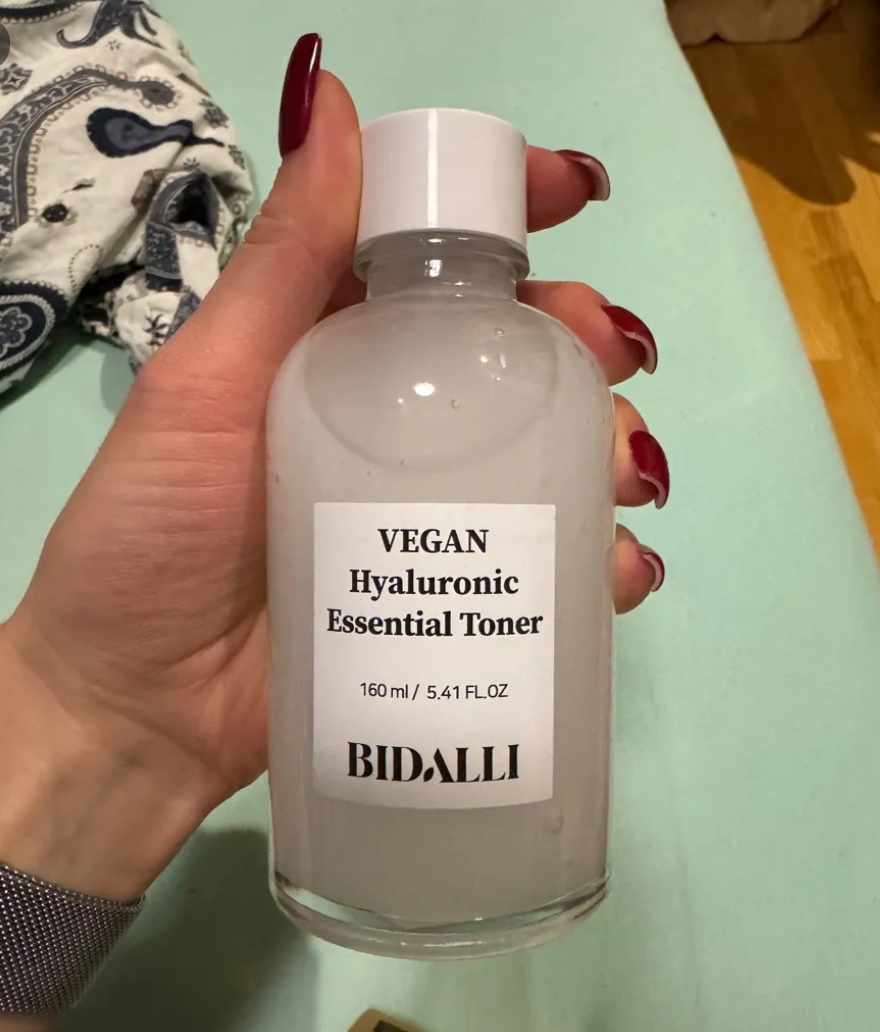 VEGAN
Hyaluronic
Essential Toner
160 ml / 5.41 FL.OZ
BIDALLI